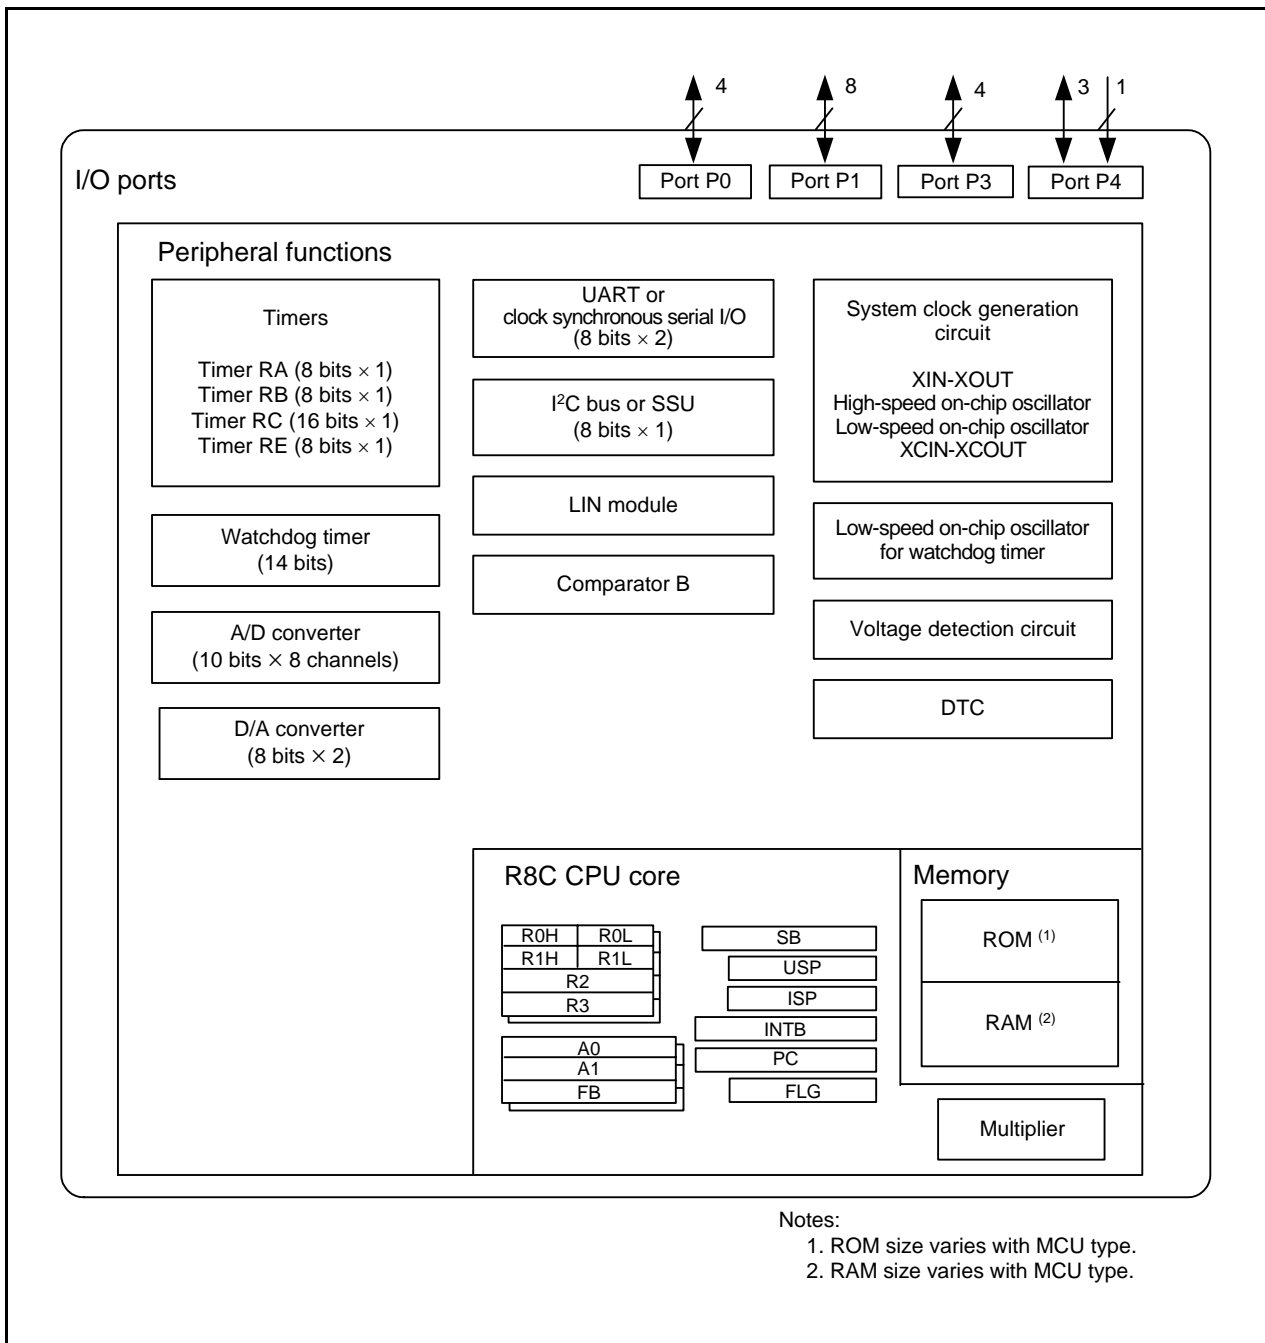 4 8 4 3 1
I/O ports
Port P0 Port P1 Port P3 Port P4
Peripheral functions
Timers
Timer RA (8 bits × 1)
Timer RB (8 bits × 1)
Timer RC (16 bits × 1)
Timer RE (8 bits × 1)
Watchdog timer
(14 bits)
A/D converter
(10 bits × 8 channels)
D/A converter
(8 bits × 2)
UART or
clock synchronous serial I/O
(8 bits × 2)
I²C bus or SSU
(8 bits × 1)
LIN module
Comparator B
System clock generation
circuit
XIN-XOUT
High-speed on-chip oscillator
Low-speed on-chip oscillator
XCIN-XCOUT
Low-speed on-chip oscillator
for watchdog timer
Voltage detection circuit
DTC
R8C CPU core
R0H R0L
R1H R1L
R2
R3
A0
A1
FB
SB
USP
ISP
INTB
PC
FLG
Memory
ROM (1)
RAM (2)
Multiplier
Notes:
1. ROM size varies with MCU type.
2. RAM size varies with MCU type.